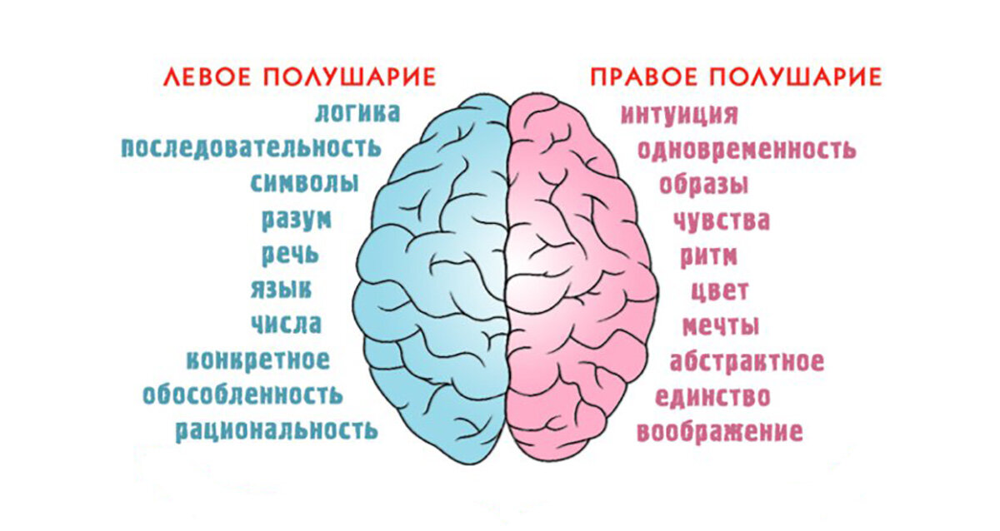 ЛЕВОЕ ПОЛУШАРИЕ
логика
последовательность
символы
разум
речь
язык
числа
конкретное
обособленность
рациональность
ПРАВОЕ ПОЛУШАРИЕ
интуиция
одновременность
образы
чувства
ритм
цвет
мечты
абстрактное
единство
воображение